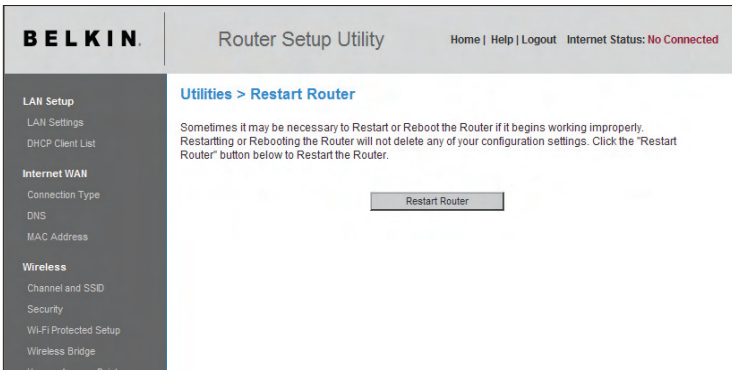 BELKIN.
Router Setup Utility
Home | Help | Logout Internet Status: No Connected
LAN Setup
LAN Settings
DHCP Client List
Internet WAN
Connection Type
DNS
MAC Address
Wireless
Channel and SSID
Security
Wi-Fi Protected Setup
Wireless Bridge
Utilities > Restart Router
Sometimes it may be necessary to Restart or Reboot the Router if it begins working improperly.
Restartting or Rebooting the Router will not delete any of your configuration settings. Click the "Restart
Router" button below to Restart the Router.
Restart Router